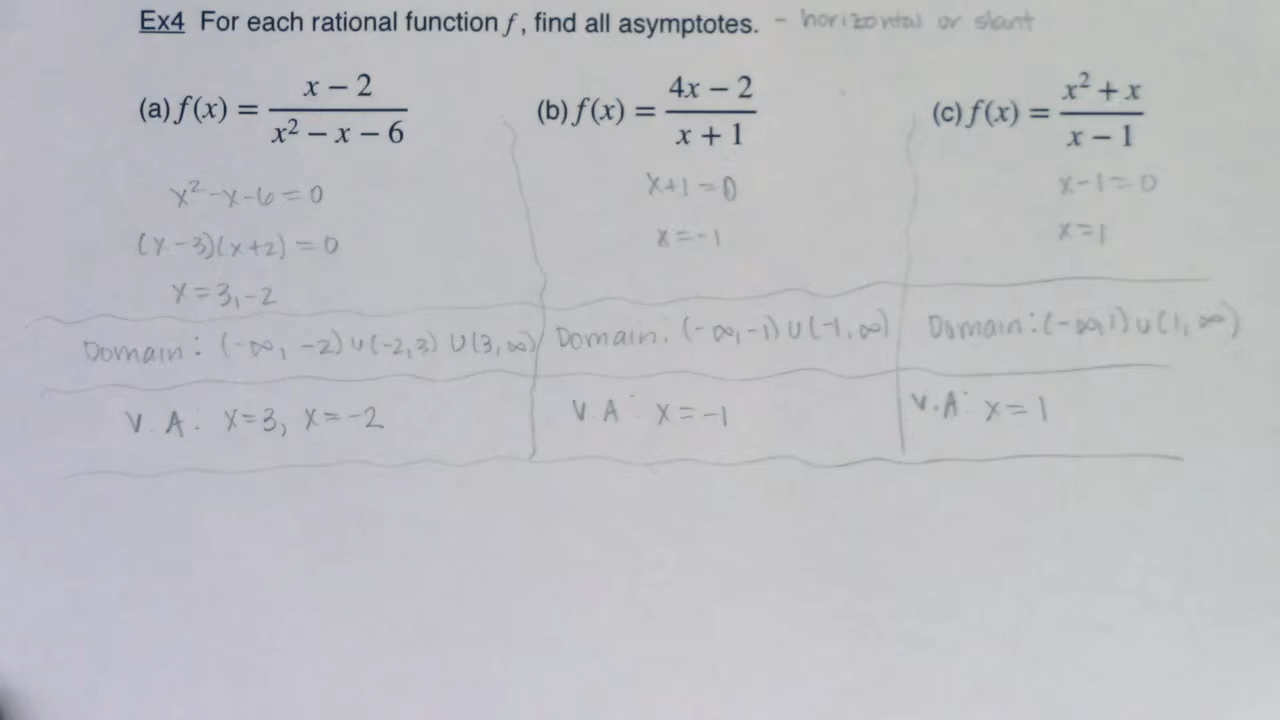 Ex4 For each rational function f, find all asymptotes. - horizontal or slant
(a) f(x) = (x − 2)/(x² − x − 6)
(b) f(x) = (4x − 2)/(x + 1)
(c) f(x) = (x² + x)/(x − 1)
x²-x-6=0
(x-3)(x+2)=0
x=3,-2
x+1=0
x=-1
x-1=0
x=1
Domain: (-∞, -2)∪(-2,3) ∪(3,∞)
Domain: (-∞,-1)∪(-1,∞)
Domain:(-∞,1)∪(1,∞)
V.A: x=3, x=-2
V.A: x=-1
V.A: x=1